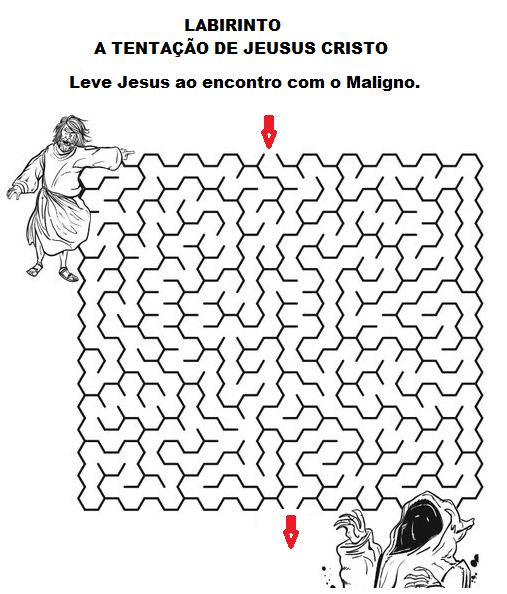 LABIRINTO
A TENTAÇÃO DE JEUSUS CRISTO
Leve Jesus ao encontro com o Maligno.